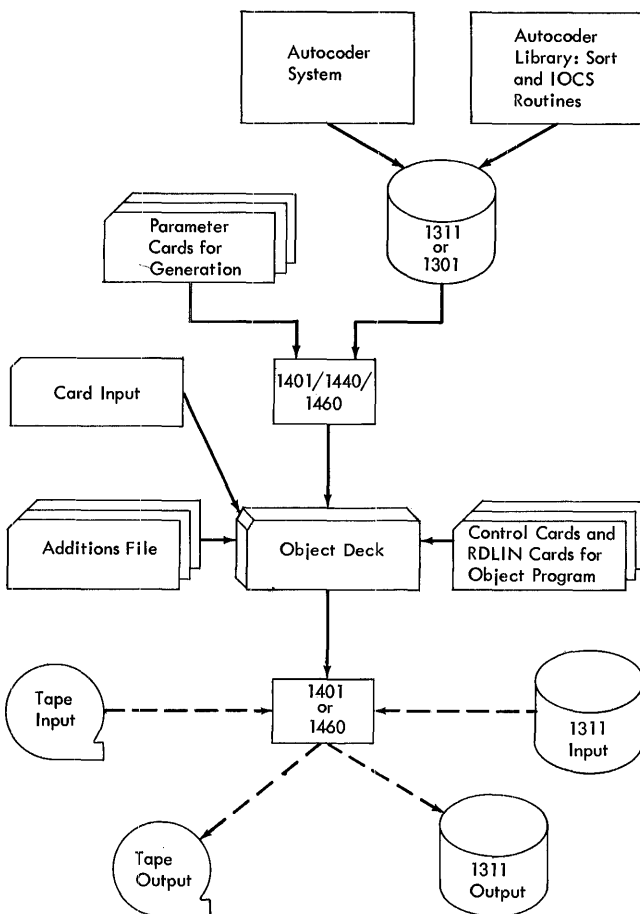 Autocoder
System
Autocoder
Library: Sort
and IOCS
Routines
1311
or
1301
Parameter
Cards for
Generation
1401/1440/
1460
Card Input
Additions File
Object Deck
Control Cards and
RDLIN Cards for
Object Program
Tape
Input
1401
or
1460
1311
Input
Tape
Output
1311
Output